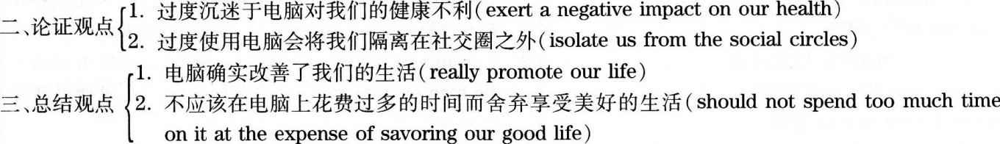 二、论证观点
1. 过度沉迷于电脑对我们的健康不利(exert a negative impact on our health)
2. 过度使用电脑会将我们隔离在社交圈之外(isolate us from the social circles)
三、总结观点
1. 电脑确实改善了我们的生活(really promote our life)
2. 不应该在电脑上花费过多的时间而舍弃享受美好的生活(should not spend too much time
on it at the expense of savoring our good life)